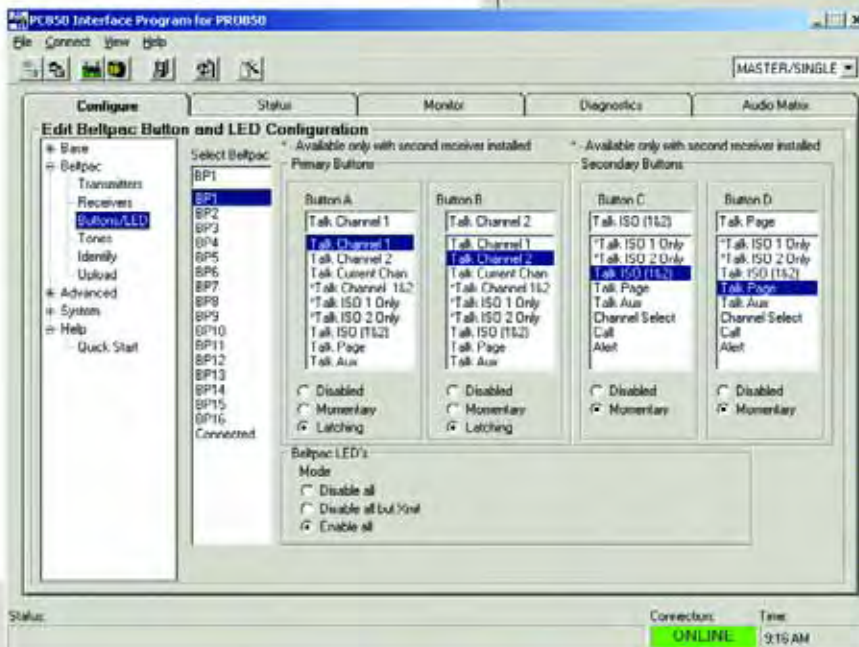 PC850 Interface Program for PRO850
File Connect View Help
MASTER/SINGLE
Configure Status Monitor Diagnostics Audio Matrix
Edit Beltpac Button and LED Configuration
Base
Beltpac
Transmitters
Receivers
Buttons/LED
Tones
Identify
Upload
Advanced
System
Help
Quick Start
Select Beltpac
BP1
BP1
BP2
BP3
BP4
BP5
BP6
BP7
BP8
BP9
BP10
BP11
BP12
BP13
BP14
BP15
BP16
Connected
* - Available only with second receiver installed
Primary Buttons
Button A
Talk Channel 1
Talk Channel 1
Talk Channel 2
Talk Current Chan
*Talk Channel 1&2
*Talk ISO 1 Only
*Talk ISO 2 Only
Talk ISO (1&2)
Talk Page
Talk Aux
Disabled
Momentary
Latching
Button B
Talk Channel 2
Talk Channel 1
Talk Channel 2
Talk Current Chan
*Talk Channel 1&2
*Talk ISO 1 Only
*Talk ISO 2 Only
Talk ISO (1&2)
Talk Page
Talk Aux
Disabled
Momentary
Latching
* - Available only with second receiver installed
Secondary Buttons
Button C
Talk ISO (1&2)
*Talk ISO 1 Only
*Talk ISO 2 Only
Talk ISO (1&2)
Talk Page
Talk Aux
Channel Select
Call
Alert
Disabled
Momentary
Button D
Talk Page
*Talk ISO 1 Only
*Talk ISO 2 Only
Talk ISO (1&2)
Talk Page
Talk Aux
Channel Select
Call
Alert
Disabled
Momentary
Beltpac LED's
Mode
Disable all
Disable all but Xmit
Enable all
Status:
Connection:
ONLINE
Time:
9:16 AM